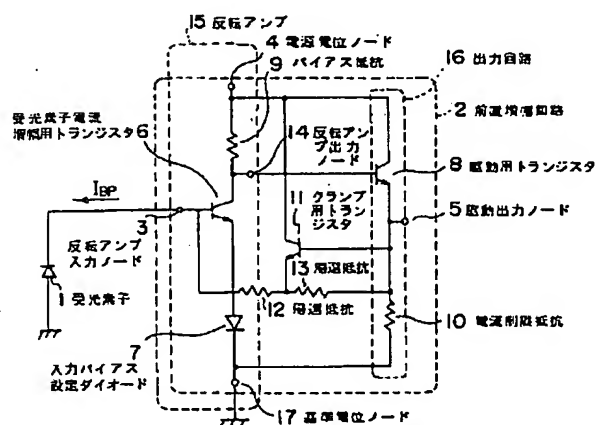 15 反転アンプ
4 電源電位ノード
9 バイアス抵抗
16 出力回路
2 前置増幅回路
受光素子電流
増幅用トランジスタ 6
14 反転アン
プ出力
ノード
8 駆動用トランジスタ
11 クランプ
用トラン
ジスタ
IBP
3
5 駆動出力ノード
反転アンプ
入力ノード
13 帰還抵抗
1 受光素子
12 帰還抵抗
10 電流制限抵抗
7
入力バイアス
設定ダイオード
17 基準電位ノード